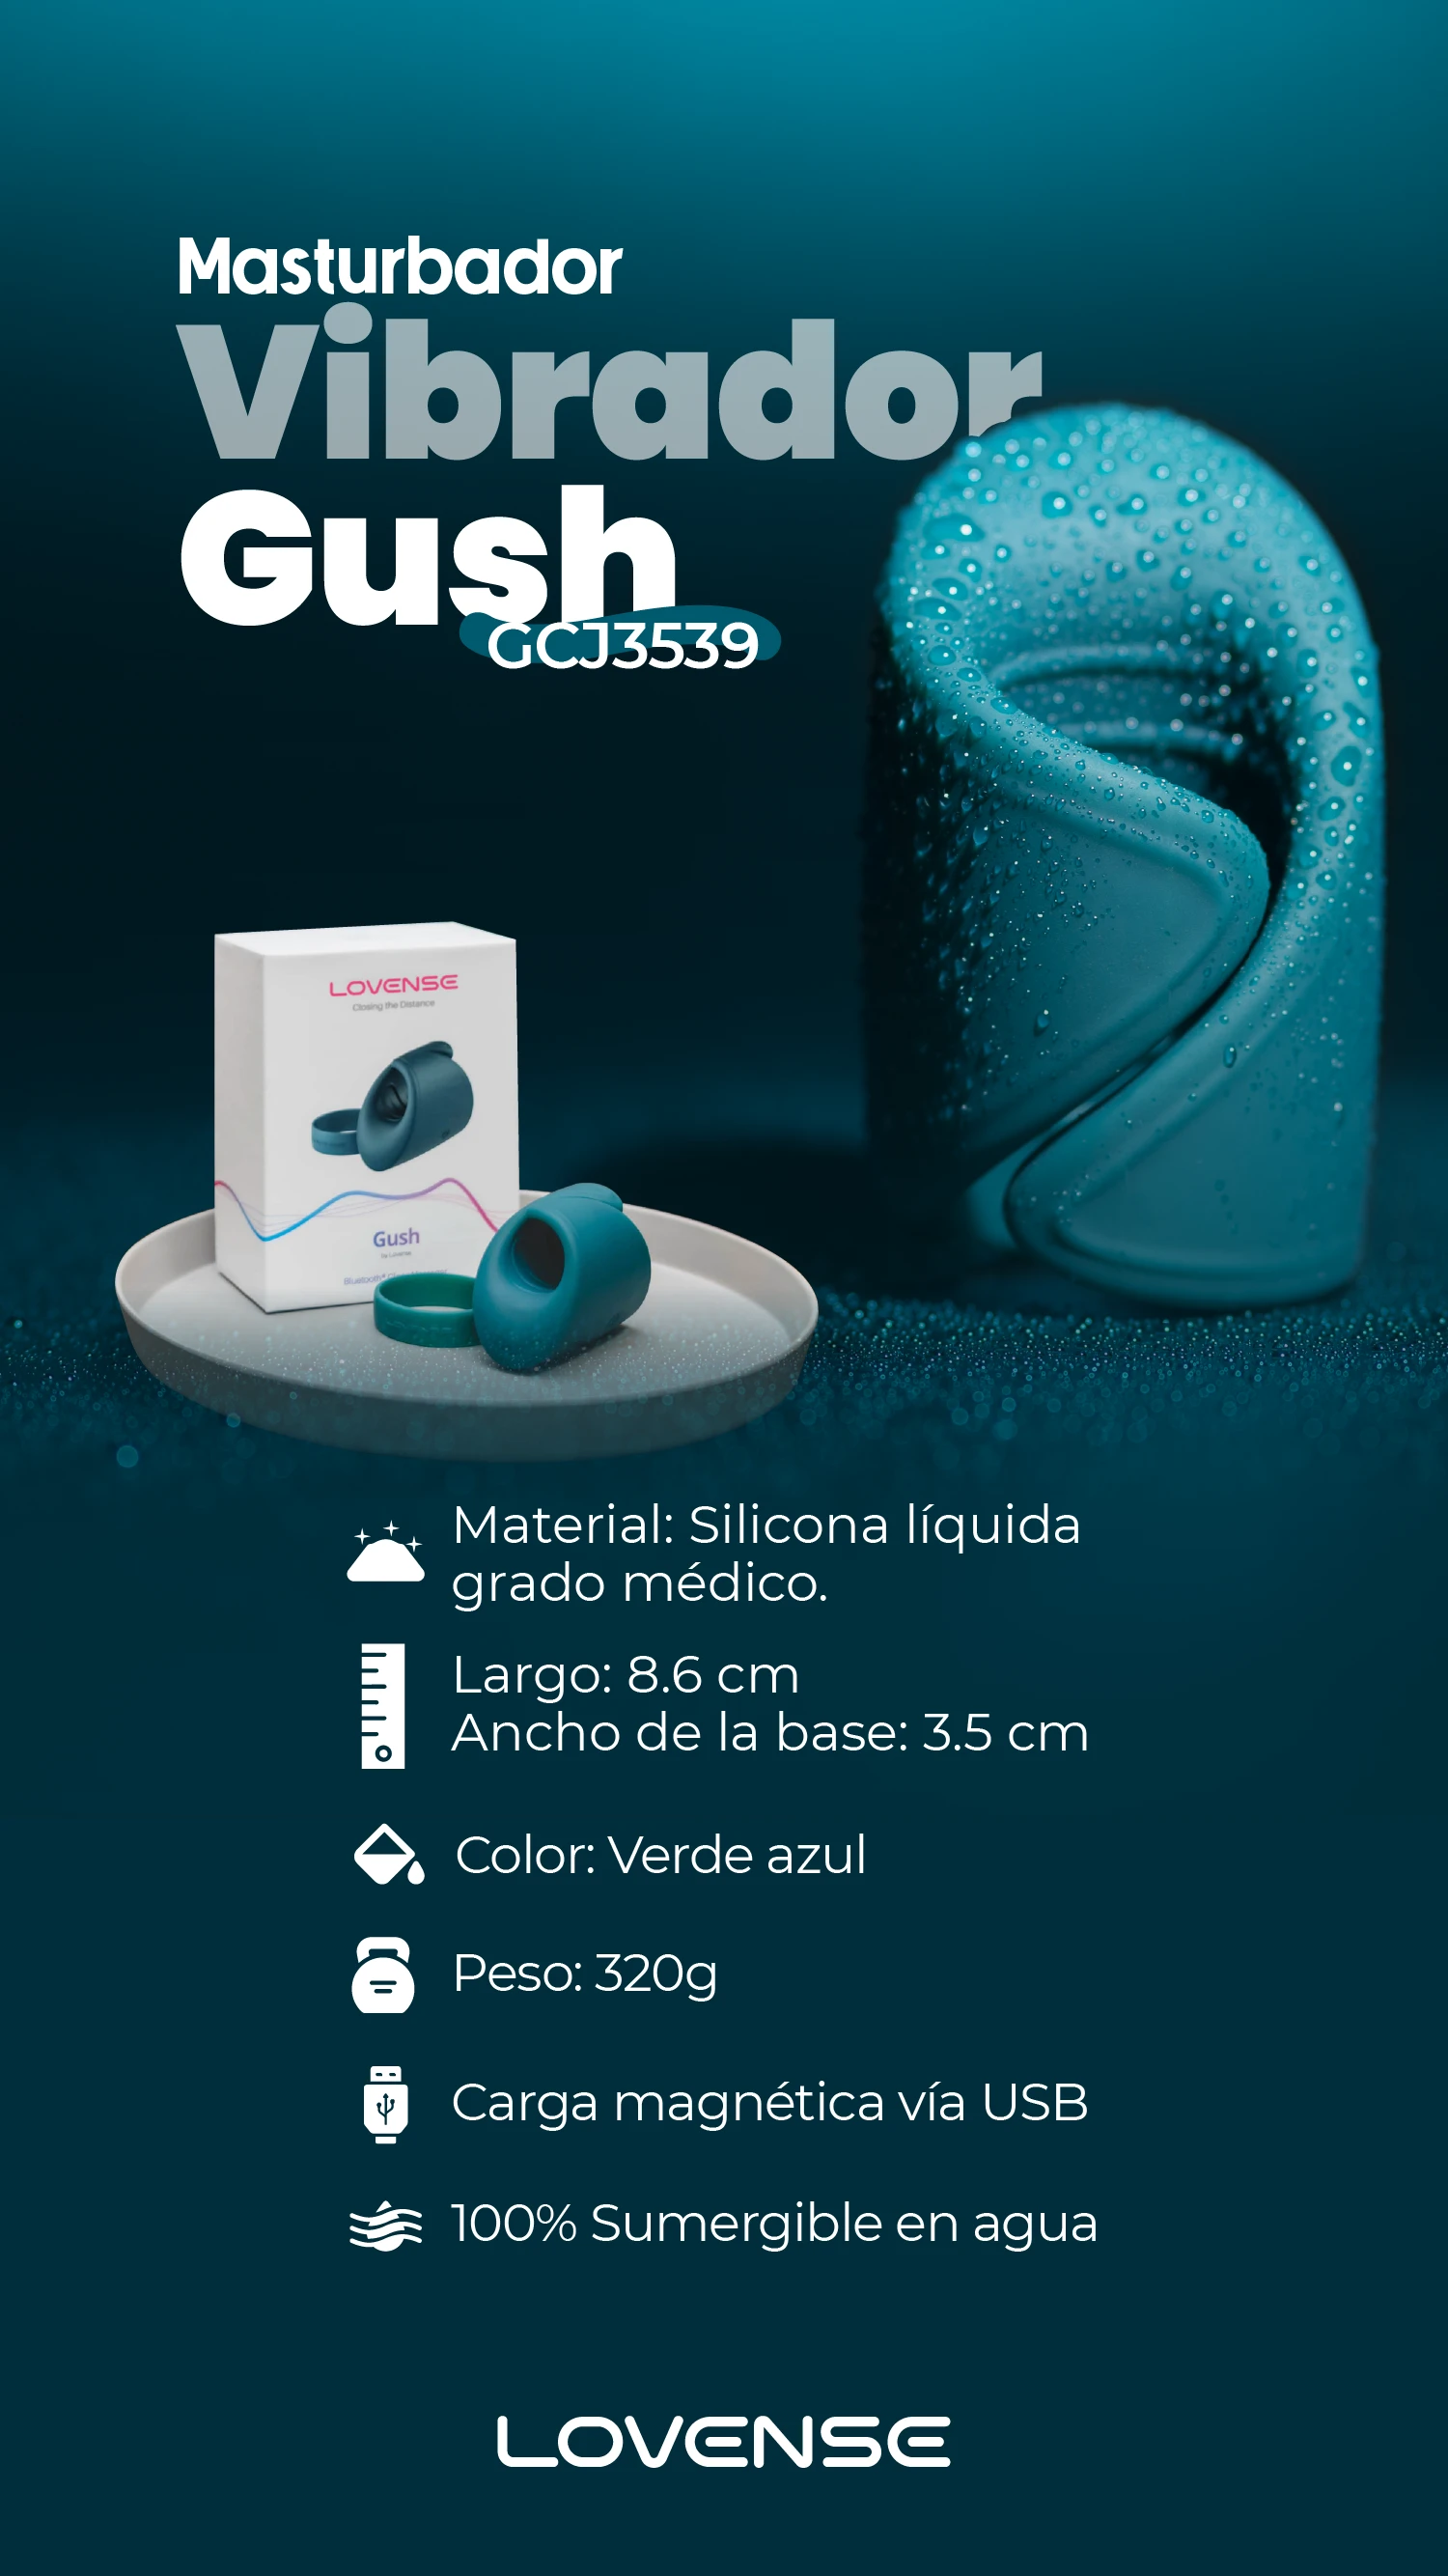 Masturbador
Vibrador
Gush
GCJ3539
LOVENSE
Closing the Distance
Gush
by Lovense
Material: Silicona líquida
grado médico.
Largo: 8.6 cm
Ancho de la base: 3.5 cm
Color: Verde azul
Peso: 320g
Carga magnética vía USB
100% Sumergible en agua
LOVENSE